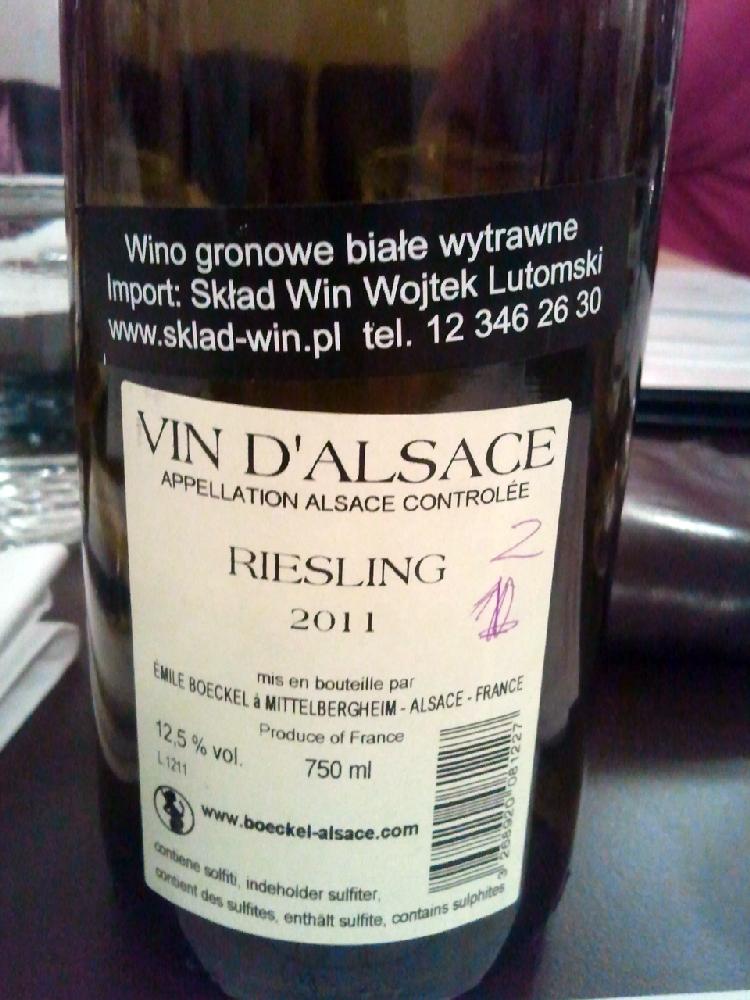 Wino gronowe białe wytrawne
Import: Skład Win Wojtek Lutomski
www.sklad-win.pl tel. 12 346 26 30
VIN D'ALSACE
APPELLATION ALSACE CONTROLÉE
2
RIESLING
2011
mis en bouteille par
ÉMILE BOECKEL à MITTELBERGHEIM - ALSACE - FRANCE
Produce of France
12,5 % vol.
750 ml
L 1211
www.boeckel-alsace.com
3 268920 081227
contiene solfiti, indeholder sulfiter,
contient des sulfites, enthält sulfite, contains sulphites